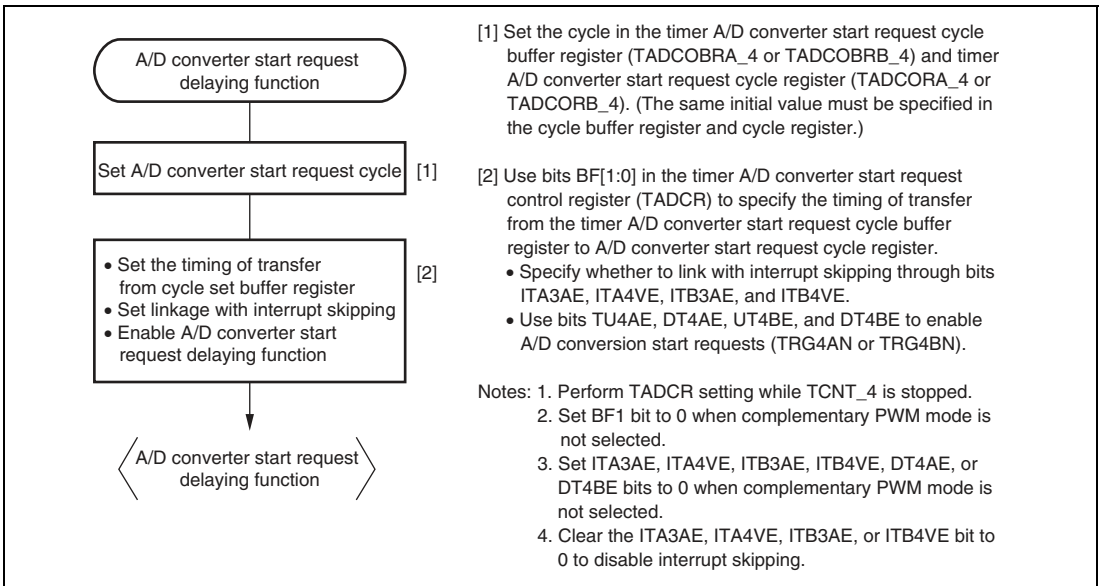 A/D converter start request
delaying function
Set A/D converter start request cycle
[1]
• Set the timing of transfer
from cycle set buffer register
• Set linkage with interrupt skipping
• Enable A/D converter start
request delaying function
[2]
A/D converter start request
delaying function
[1] Set the cycle in the timer A/D converter start request cycle
buffer register (TADCOBRA_4 or TADCOBRB_4) and timer
A/D converter start request cycle register (TADCORA_4 or
TADCORB_4). (The same initial value must be specified in
the cycle buffer register and cycle register.)
[2] Use bits BF[1:0] in the timer A/D converter start request
control register (TADCR) to specify the timing of transfer
from the timer A/D converter start request cycle buffer
register to A/D converter start request cycle register.
• Specify whether to link with interrupt skipping through bits
ITA3AE, ITA4VE, ITB3AE, and ITB4VE.
• Use bits TU4AE, DT4AE, UT4BE, and DT4BE to enable
A/D conversion start requests (TRG4AN or TRG4BN).
Notes: 1. Perform TADCR setting while TCNT_4 is stopped.
2. Set BF1 bit to 0 when complementary PWM mode is
not selected.
3. Set ITA3AE, ITA4VE, ITB3AE, ITB4VE, DT4AE, or
DT4BE bits to 0 when complementary PWM mode is
not selected.
4. Clear the ITA3AE, ITA4VE, ITB3AE, or ITB4VE bit to
0 to disable interrupt skipping.